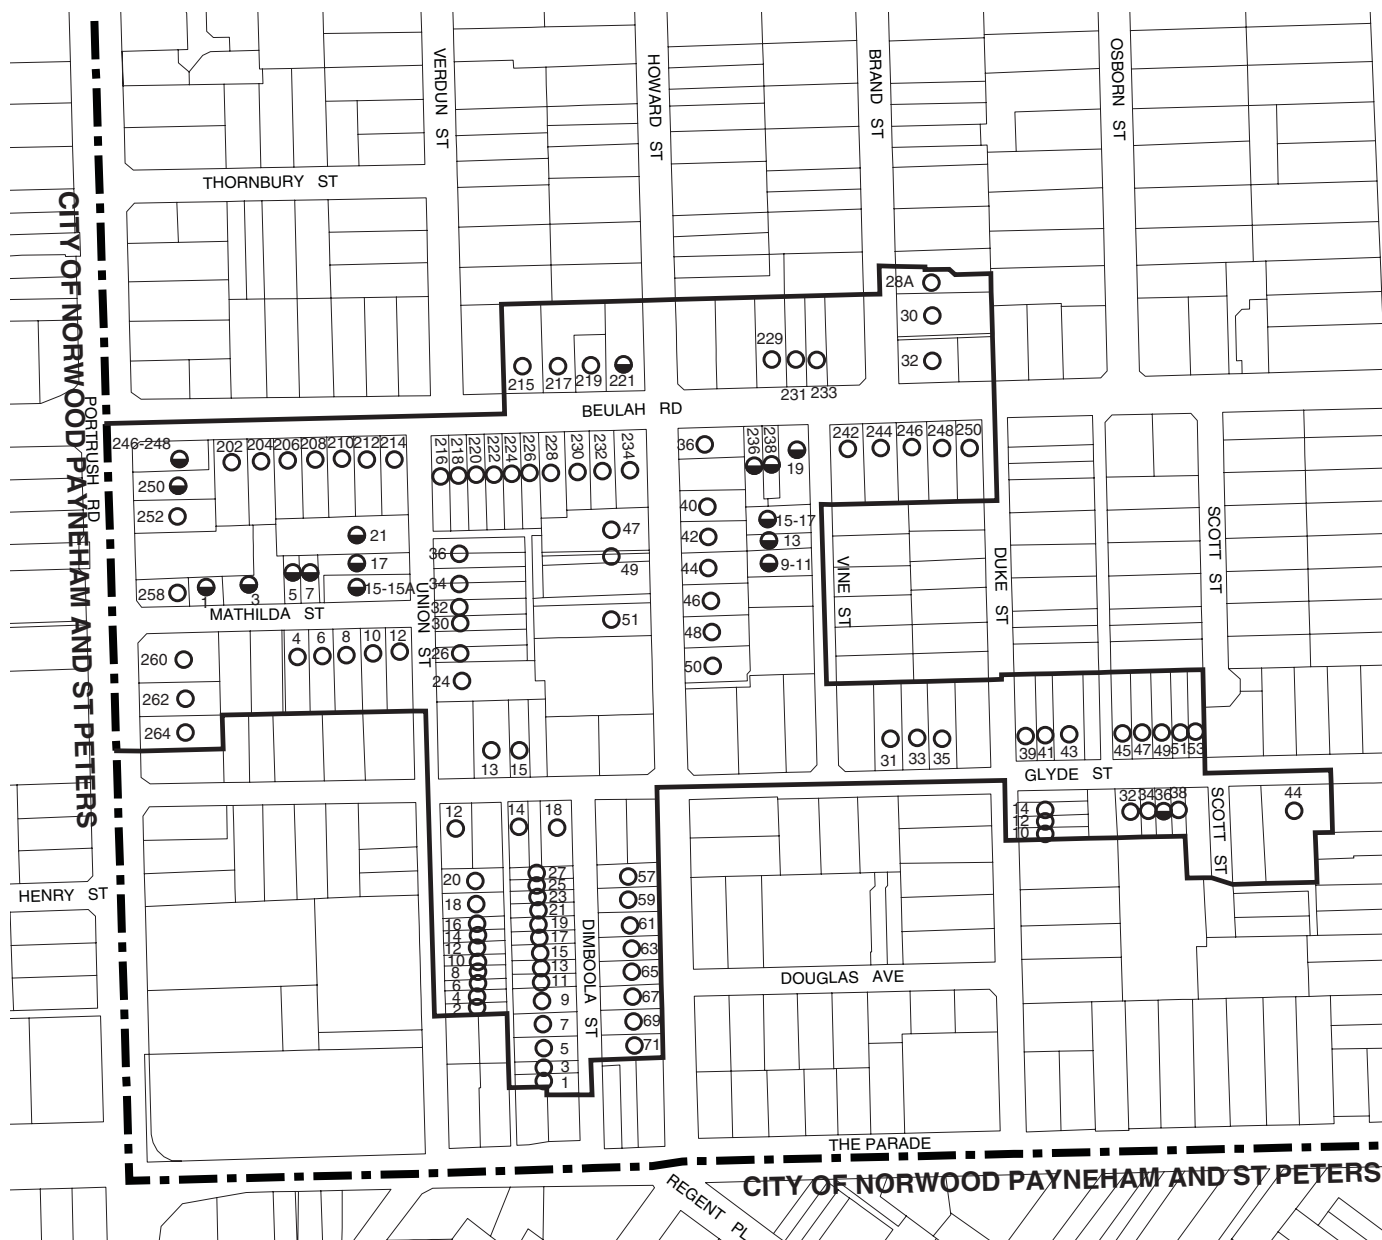 VERDUN ST
HOWARD ST
BRAND ST
OSBORN ST
THORNBURY ST
CITY OF NORWOOD PAYNEHAM AND ST PETERS
PORTRUSH RD
28A
30
32
229
231 233
215 217 219 221
BEULAH RD
246-248
202 204 206 208 210 212 214
216 218 220 222 224 226 228 230 232 234
36
236 238
19
242 244 246 248 250
250
252
258
1
3
5 7
21
17
15-15A
MATHILDA ST
UNION ST
36
34
32
30
26
24
47
49
51
40
42
44
46
48
50
15-17
13
9-11
VINE ST
DUKE ST
SCOTT ST
260
262
264
4 6 8 10 12
13 15
31 33 35
39 41 43 45 47 49 51 53
GLYDE ST
14
12
10
32 34 36 38
SCOTT ST
44
12 14 18
20
18
16
14
12
10
8
6
4
2
27
25
23
21
19
17
15
13
11
9
7
5
3
1
DIMBOOLA ST
57
59
61
63
65
67
69
71
HENRY ST
DOUGLAS AVE
THE PARADE
CITY OF NORWOOD PAYNEHAM AND ST PETERS
REGENT PL